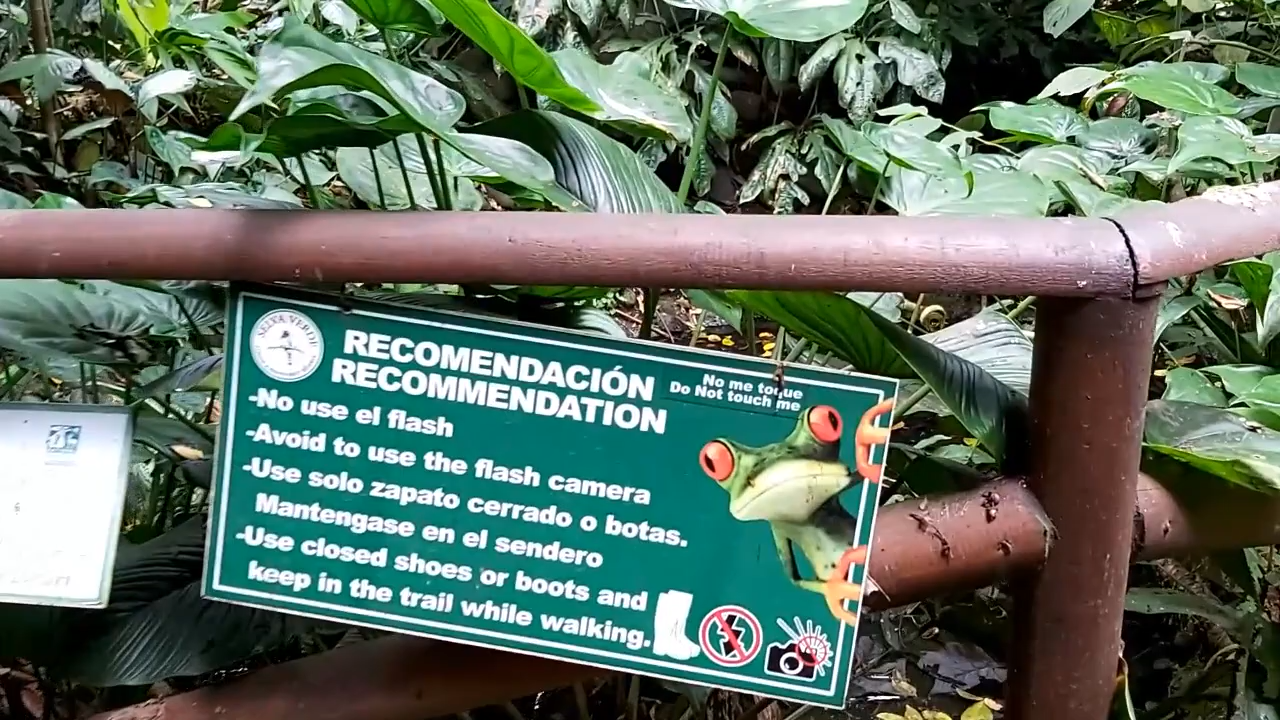 SELVA VERDE
RECOMENDACIÓN
RECOMMENDATION
No me toque
Do Not touch me
-No use el flash
-Avoid to use the flash camera
-Use solo zapato cerrado o botas.
Mantengase en el sendero
-Use closed shoes or boots and
keep in the trail while walking.